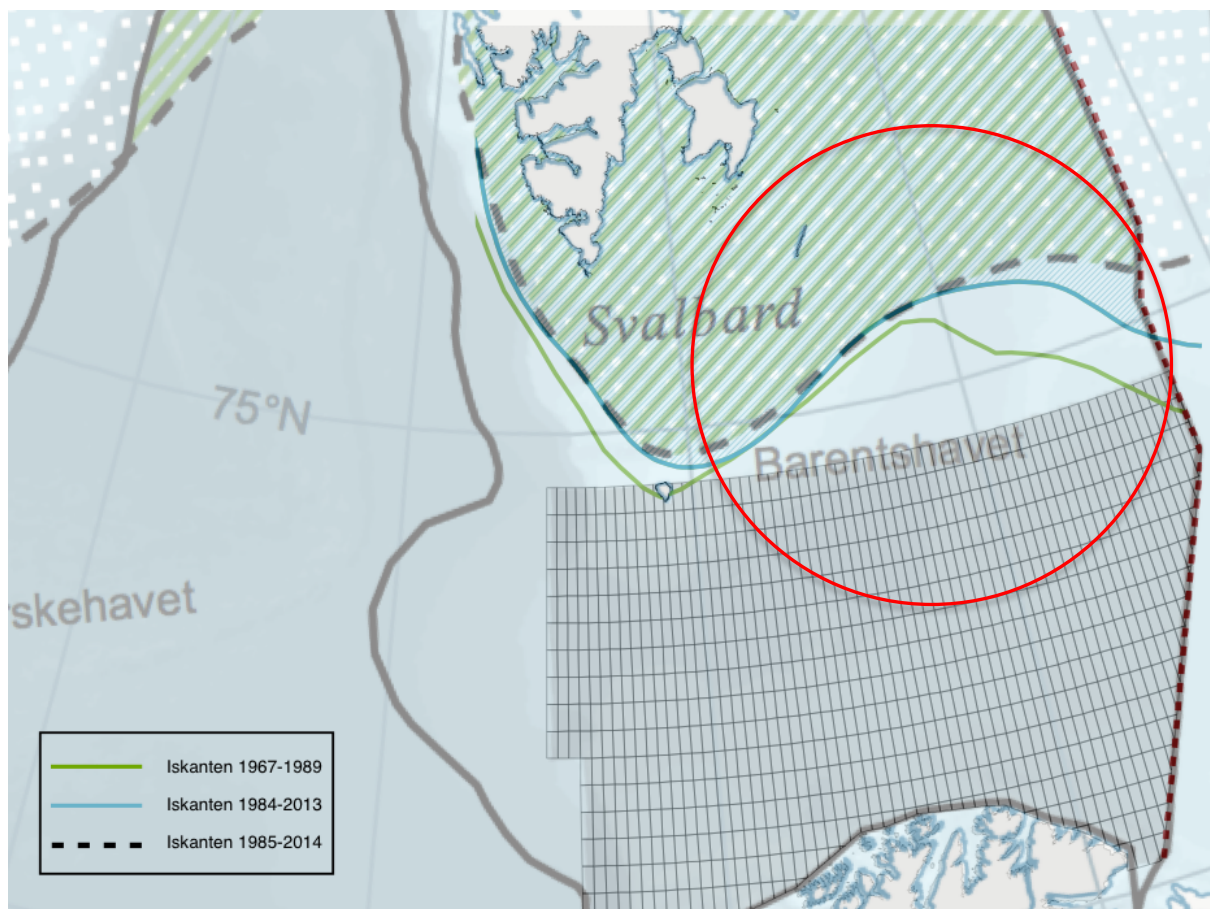 Svalbard
75°N
Barentshavet
rskehavet
Iskanten 1967-1989
Iskanten 1984-2013
Iskanten 1985-2014